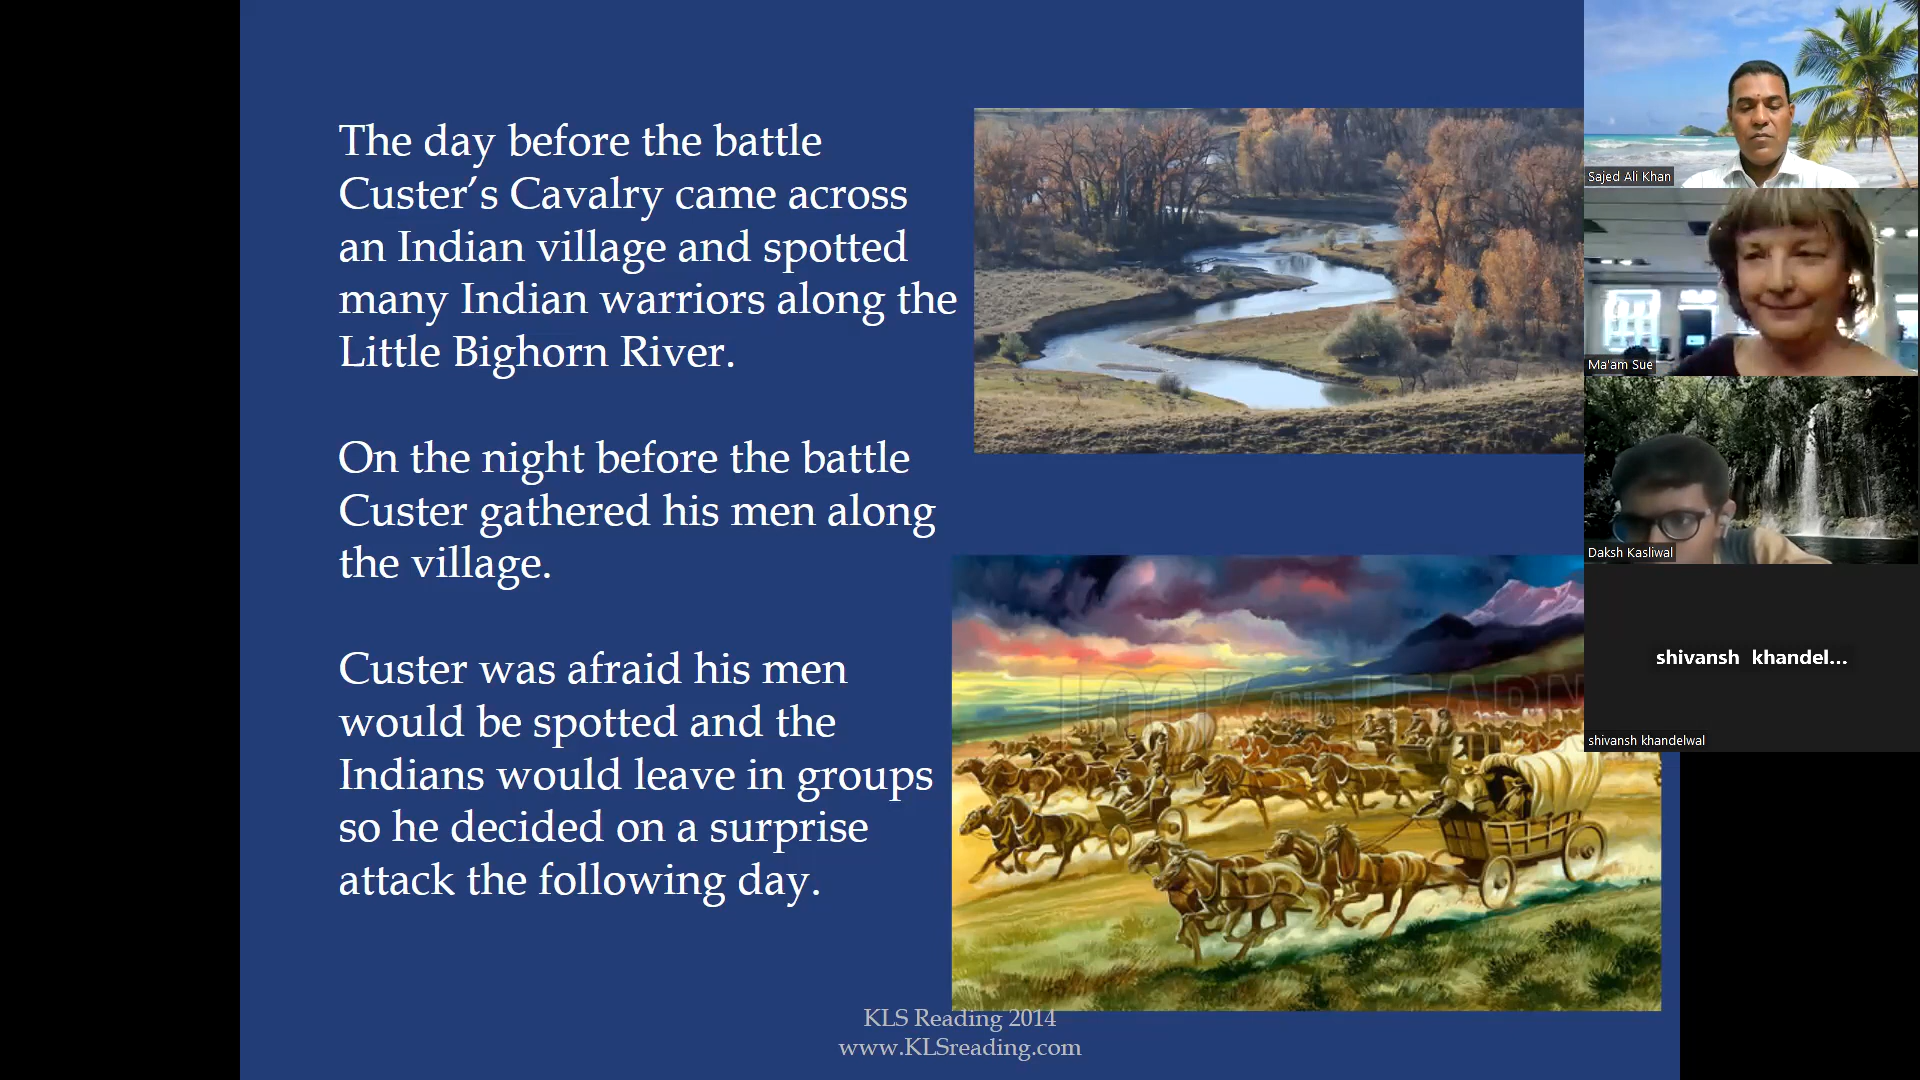 The day before the battle
Custer’s Cavalry came across
an Indian village and spotted
many Indian warriors along the
Little Bighorn River.
On the night before the battle
Custer gathered his men along
the village.
Custer was afraid his men
would be spotted and the
Indians would leave in groups
so he decided on a surprise
attack the following day.
LOOK AND LEARN
KLS Reading 2014
www.KLSreading.com
Sajed Ali Khan
Ma'am Sue
Daksh Kasliwal
shivansh khandel...
shivansh khandelwal